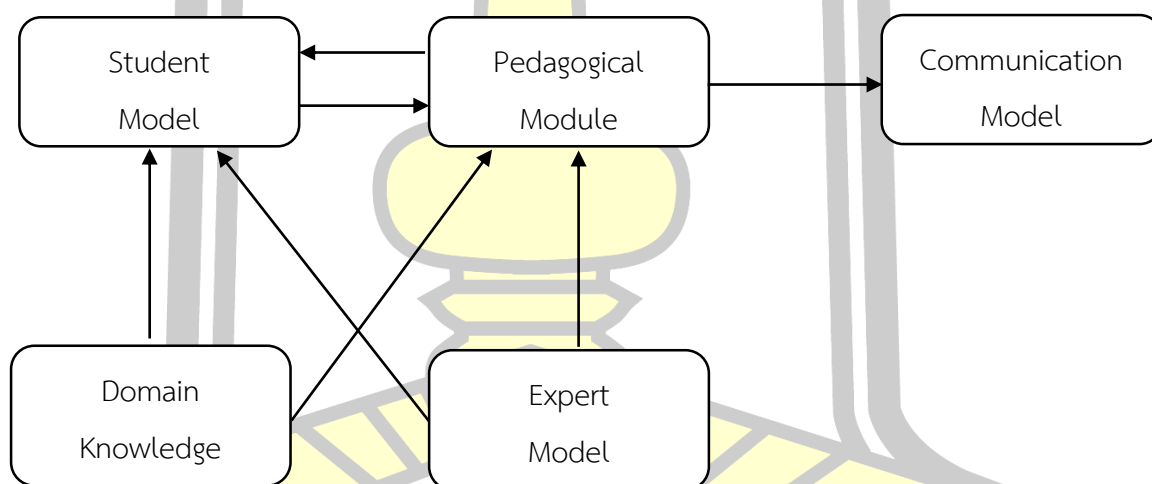 Student
Model
Pedagogical
Module
Communication
Model
Domain
Knowledge
Expert
Model